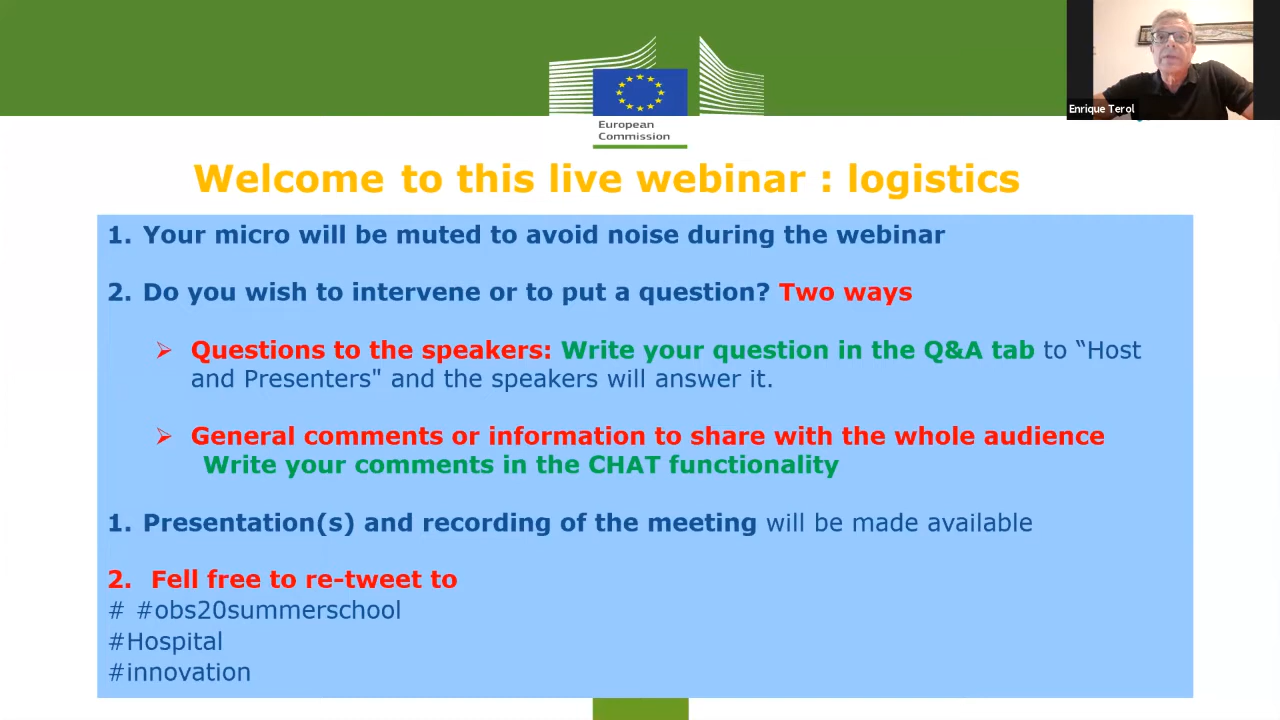 Enrique Terol
European
Commission
Welcome to this live webinar : logistics
1. Your micro will be muted to avoid noise during the webinar
2. Do you wish to intervene or to put a question? Two ways
Questions to the speakers: Write your question in the Q&A tab to “Host
and Presenters" and the speakers will answer it.
General comments or information to share with the whole audience
Write your comments in the CHAT functionality
1. Presentation(s) and recording of the meeting will be made available
2. Fell free to re-tweet to
# #obs20summerschool
#Hospital
#innovation